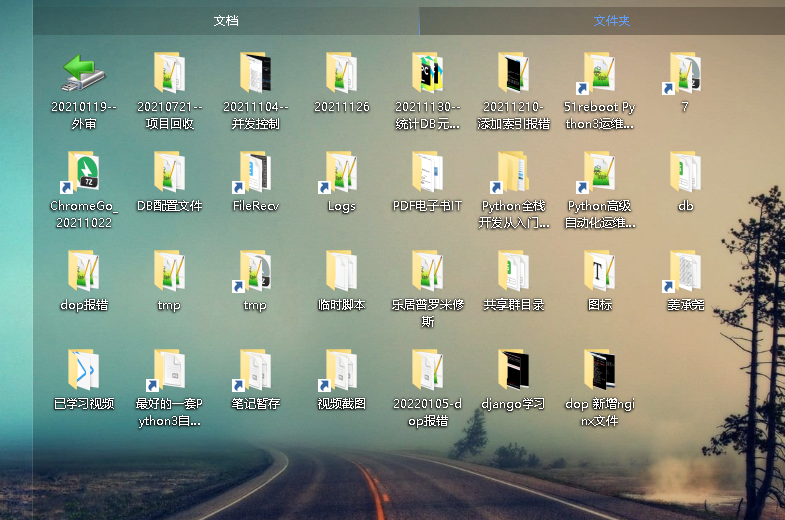 文档
文件夹
20210119--
外审
20210721--
项目回收
20211104--
并发控制
20211126
20211130--
统计DB元...
20211210-
添加索引报错
51reboot Py
thon3运维...
7
ChromeGo_
20211022
DB配置文件
FileRecv
Logs
PDF电子书IT
Python全栈
开发从入门...
Python高级
自动化运维...
db
dop报错
tmp
tmp
临时脚本
乐居普罗米修
斯
共享群目录
图标
姜承尧
已学习视频
最好的一套P
ython3自...
笔记暂存
视频截图
20220105-d
op报错
django学习
dop 新增ngi
nx文件